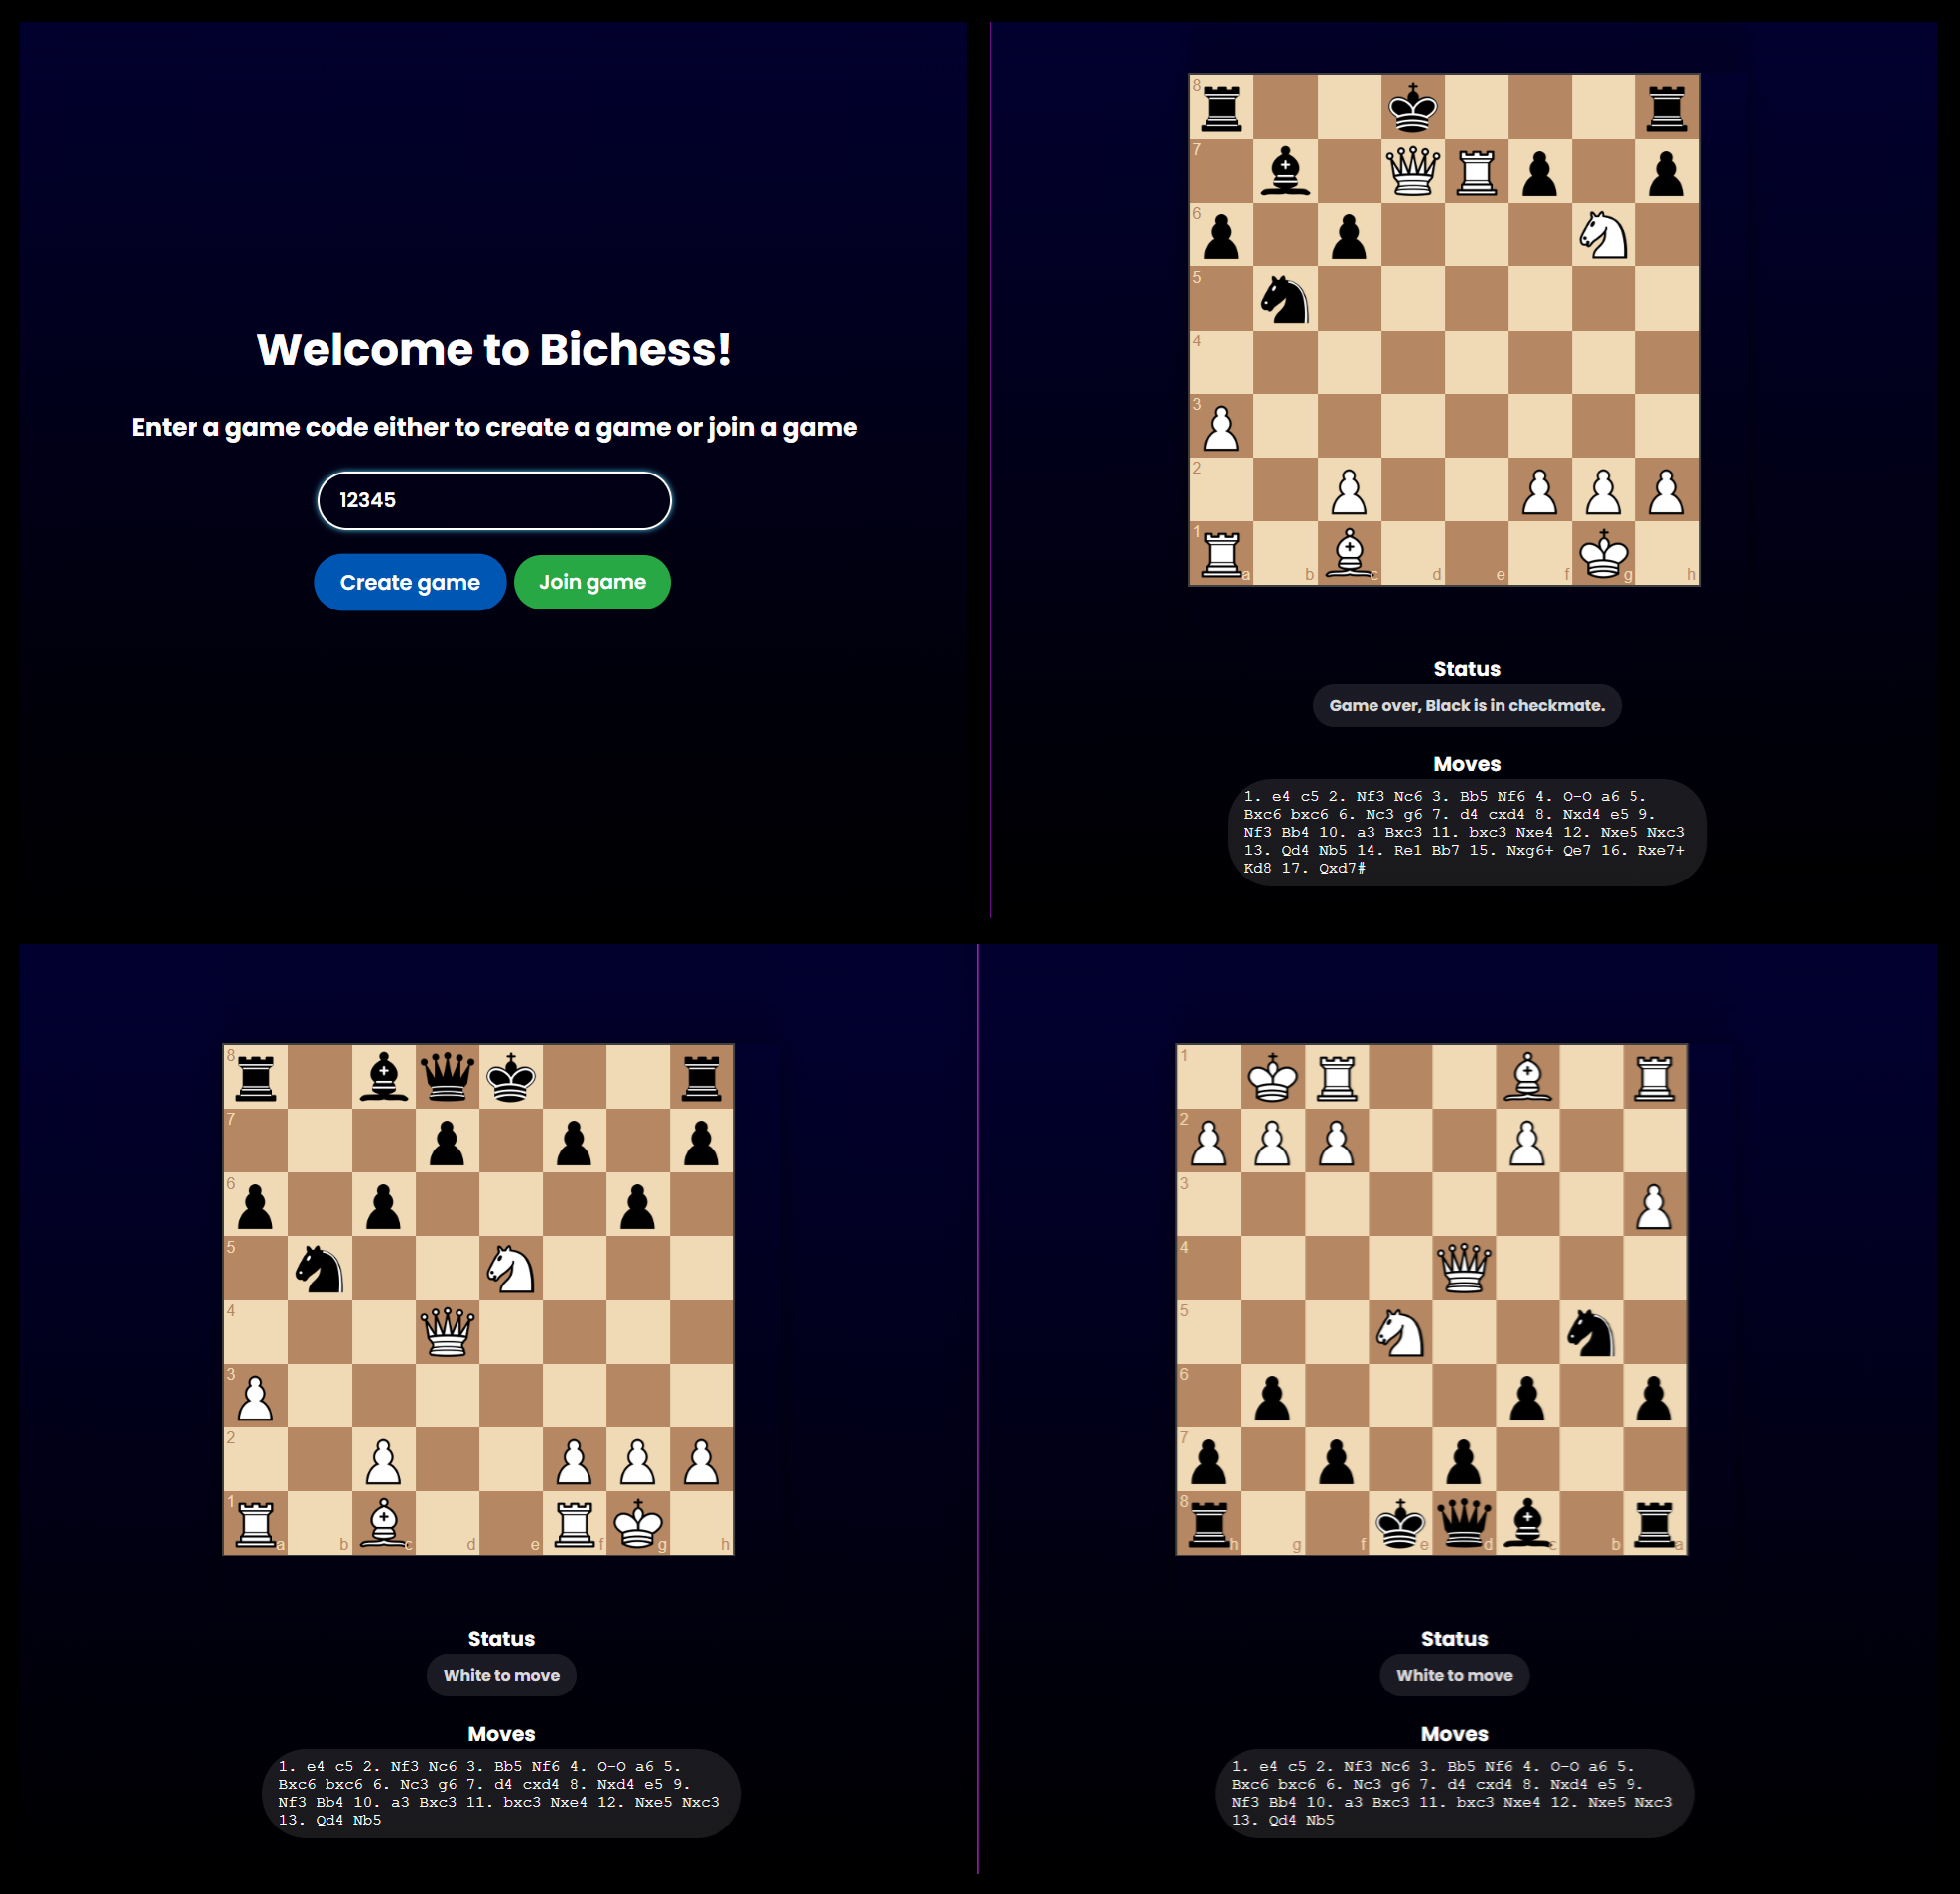 Welcome to Bichess!
Enter a game code either to create a game or join a game
12345
Create game
Join game
8
7
6
5
4
3
2
1
a b c d e f g h
Status
Game over, Black is in checkmate.
Moves
1. e4 c5 2. Nf3 Nc6 3. Bb5 Nf6 4. O-O a6 5.
Bxc6 bxc6 6. Nc3 g6 7. d4 cxd4 8. Nxd4 e5 9.
Nf3 Bb4 10. a3 Bxc3 11. bxc3 Nxe4 12. Nxe5 Nxc3
13. Qd4 Nb5 14. Re1 Bb7 15. Nxg6+ Qe7 16. Rxe7+
Kd8 17. Qxd7#
8
7
6
5
4
3
2
1
a b c d e f g h
Status
White to move
Moves
1. e4 c5 2. Nf3 Nc6 3. Bb5 Nf6 4. O-O a6 5.
Bxc6 bxc6 6. Nc3 g6 7. d4 cxd4 8. Nxd4 e5 9.
Nf3 Bb4 10. a3 Bxc3 11. bxc3 Nxe4 12. Nxe5 Nxc3
13. Qd4 Nb5
1
2
3
4
5
6
7
8
h g f e d c b a
Status
White to move
Moves
1. e4 c5 2. Nf3 Nc6 3. Bb5 Nf6 4. O-O a6 5.
Bxc6 bxc6 6. Nc3 g6 7. d4 cxd4 8. Nxd4 e5 9.
Nf3 Bb4 10. a3 Bxc3 11. bxc3 Nxe4 12. Nxe5 Nxc3
13. Qd4 Nb5